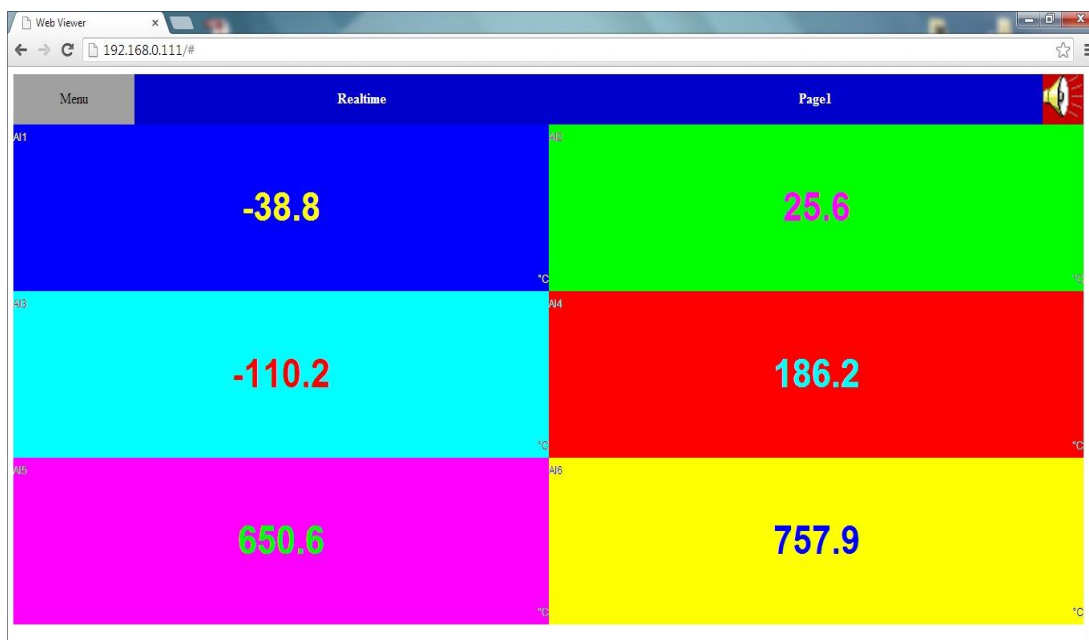 Web Viewer
192.168.0.111/#
Menu Realtime Page1
AI1 AI2
-38.8 25.6
°C °C
AI3 AI4
-110.2 186.2
°C °C
AI5 AI6
650.6 757.9
°C °C